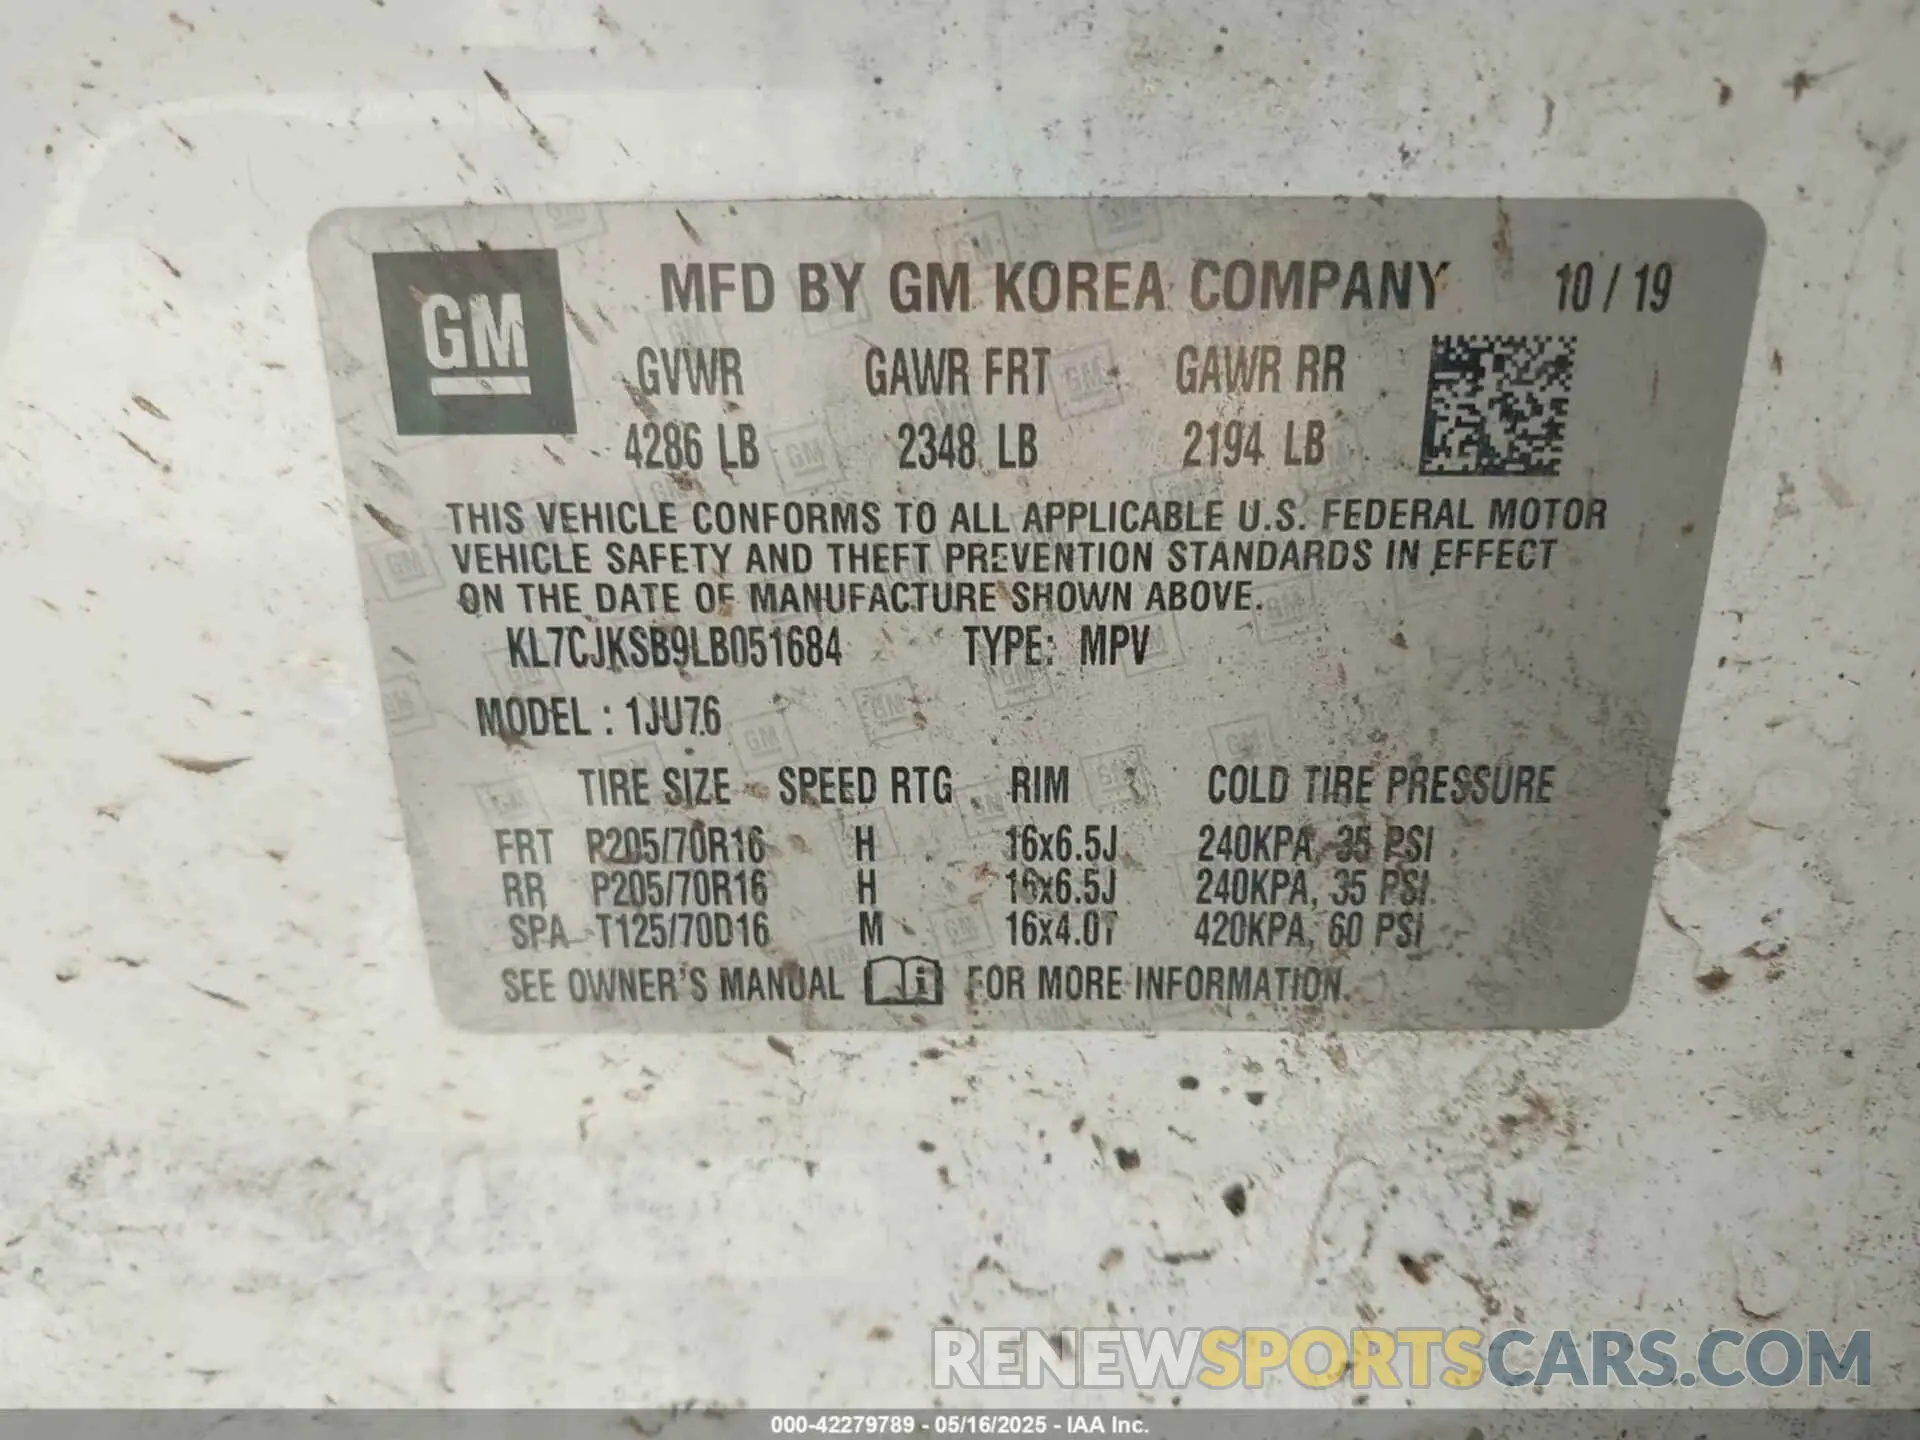 GM
MFD BY GM KOREA COMPANY 10 / 19
GVWR GAWR FRT GAWR RR
4286 LB 2348 LB 2194 LB
THIS VEHICLE CONFORMS TO ALL APPLICABLE U.S. FEDERAL MOTOR
VEHICLE SAFETY AND THEFT PREVENTION STANDARDS IN EFFECT
ON THE DATE OF MANUFACTURE SHOWN ABOVE.
KL7CJKSB9LB051684 TYPE: MPV
MODEL : 1JU76
TIRE SIZE SPEED RTG RIM COLD TIRE PRESSURE
FRT P205/70R16 H 16x6.5J 240KPA, 35 PSI
RR P205/70R16 H 16x6.5J 240KPA, 35 PSI
SPA T125/70D16 M 16x4.0T 420KPA, 60 PSI
SEE OWNER'S MANUAL FOR MORE INFORMATION.
RENEWSPORTSCARS.COM
000-42279789 - 05/16/2025 - IAA Inc.